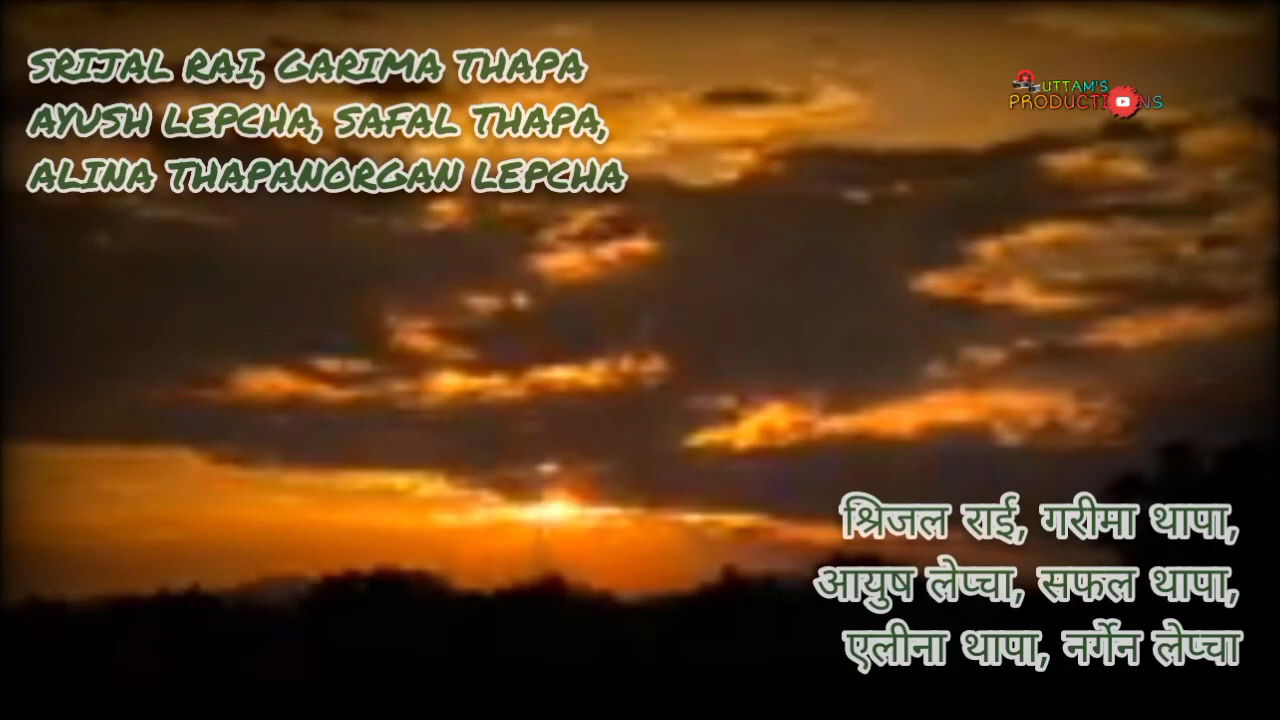 SRIJAL RAI, GARIMA THAPA
AYUSH LEPCHA, SAFAL THAPA,
ALINA THAPANORGAN LEPCHA
UTTAM'S
PRODUCTIONS
श्रिजल राई, गरीमा थापा,
आयुष लेप्चा, सफल थापा,
एलीना थापा, नर्गेन लेप्चा